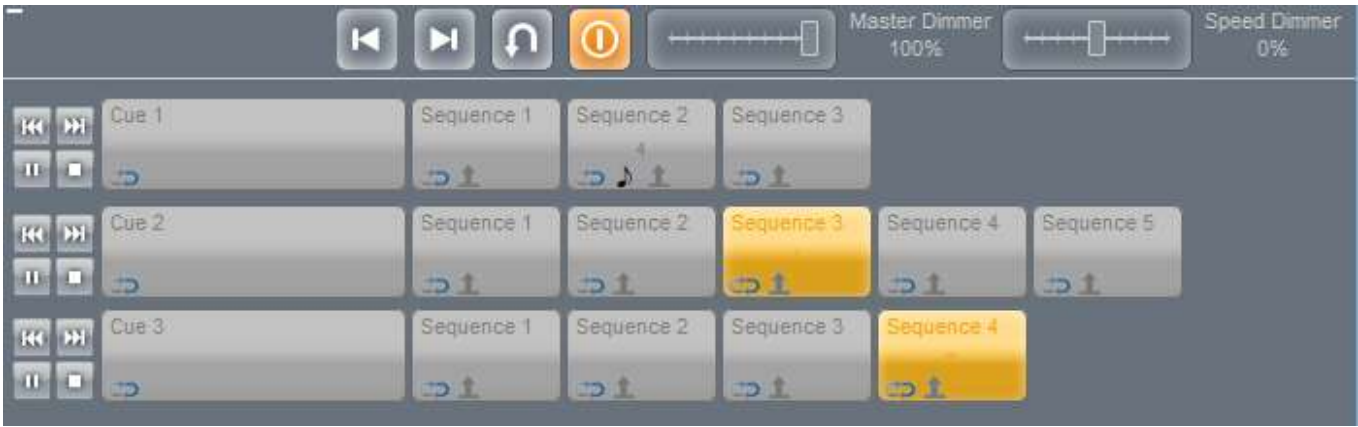 Master Dimmer
100%
Speed Dimmer
0%
Cue 1
Sequence 1
Sequence 2
4
Sequence 3
Cue 2
Sequence 1
Sequence 2
Sequence 3
Sequence 4
Sequence 5
Cue 3
Sequence 1
Sequence 2
Sequence 3
Sequence 4